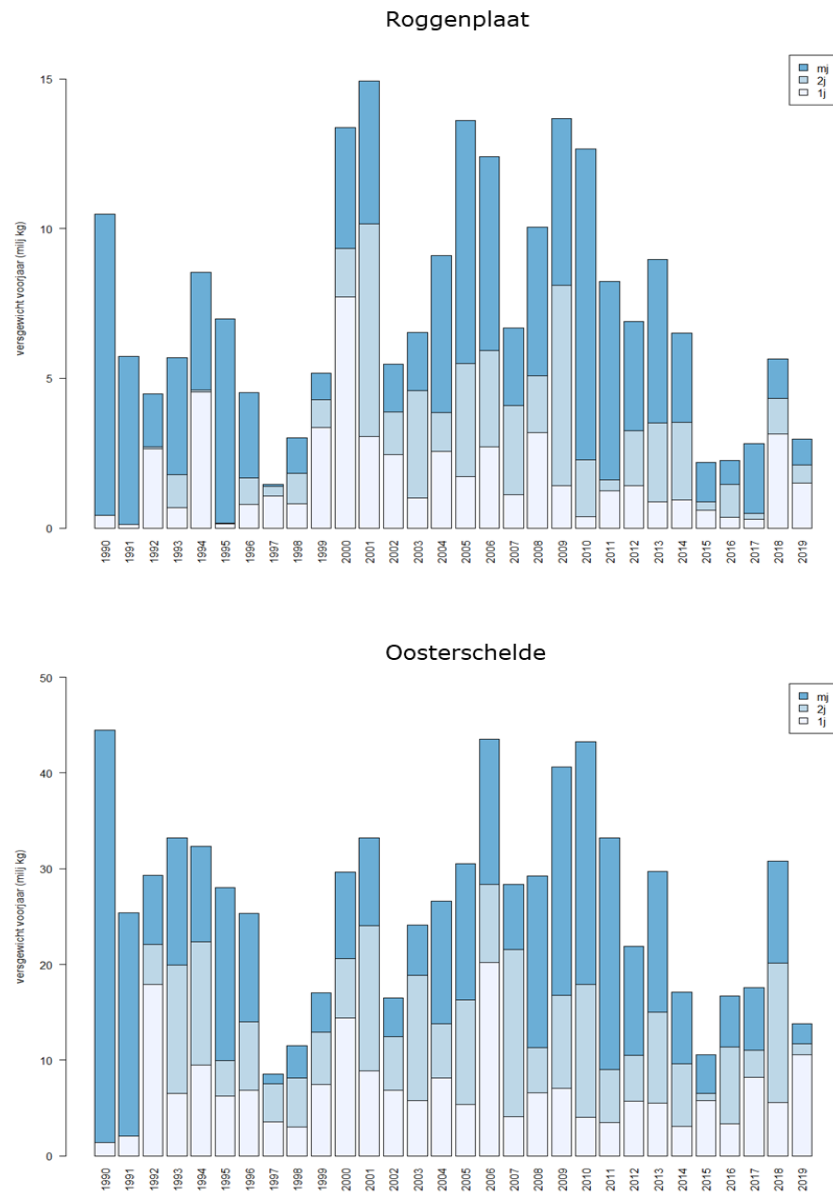 Roggenplaat
mj
2j
1j
versgewicht voorjaar (milj kg)
15
10
5
0
1990 1991 1992 1993 1994 1995 1996 1997 1998 1999 2000 2001 2002 2003 2004 2005 2006 2007 2008 2009 2010 2011 2012 2013 2014 2015 2016 2017 2018 2019
Oosterschelde
mj
2j
1j
versgewicht voorjaar (milj kg)
50
40
30
20
10
0
1990 1991 1992 1993 1994 1995 1996 1997 1998 1999 2000 2001 2002 2003 2004 2005 2006 2007 2008 2009 2010 2011 2012 2013 2014 2015 2016 2017 2018 2019